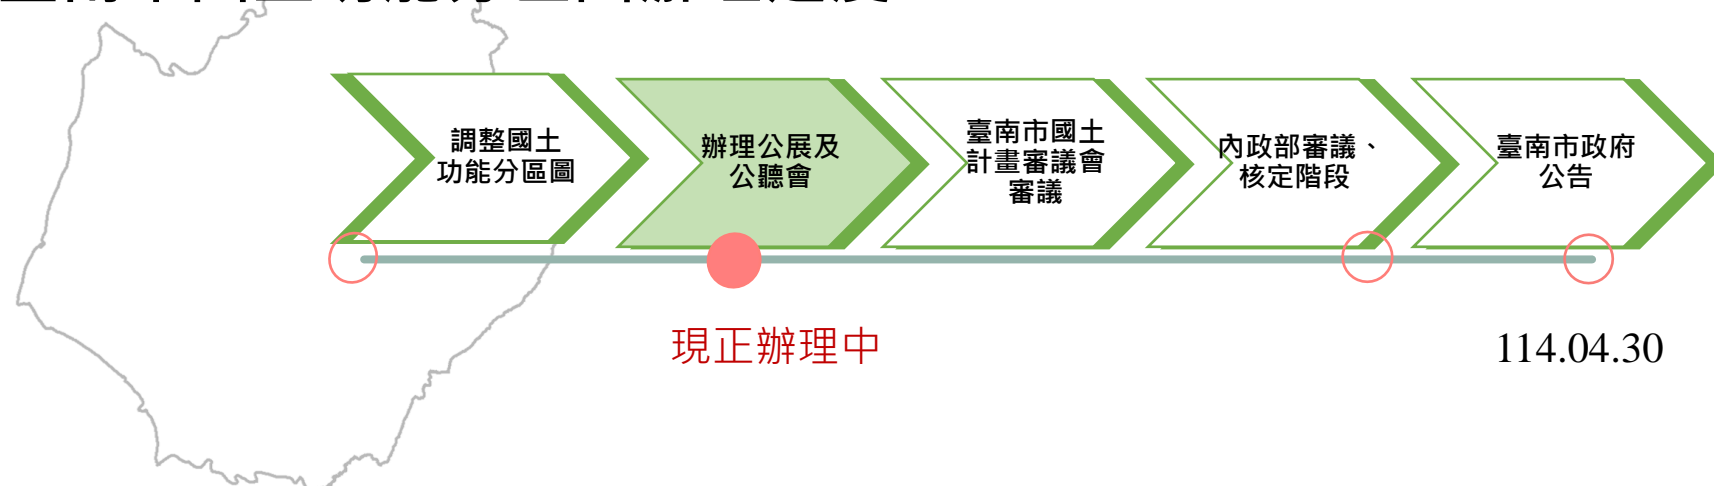 調整國土
功能分區圖
辦理公展及
公聽會
臺南市國土
計畫審議會
審議
內政部審議、
核定階段
臺南市政府
公告
現正辦理中
114.04.30